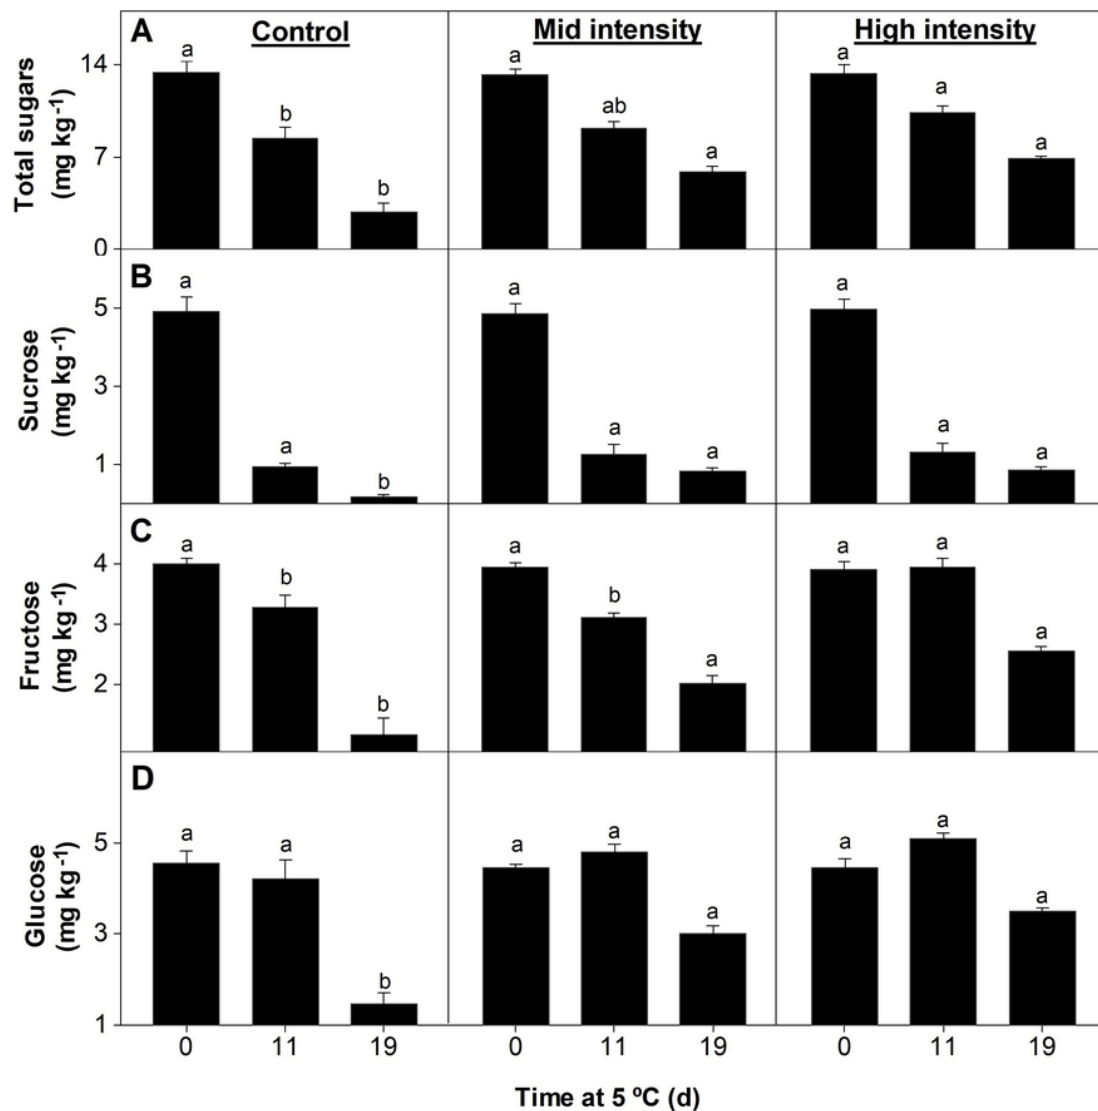 A
Control
Mid intensity
High intensity
Total sugars
(mg kg⁻¹)
14
7
0
a
b
b
a
ab
a
a
a
a
B
Sucrose
(mg kg⁻¹)
5
3
1
a
a
b
a
a
a
a
a
a
C
Fructose
(mg kg⁻¹)
4
3
2
a
b
b
a
b
a
a
a
a
D
Glucose
(mg kg⁻¹)
5
3
1
a
a
b
a
a
a
a
a
a
0 11 19 0 11 19 0 11 19
Time at 5 ºC (d)